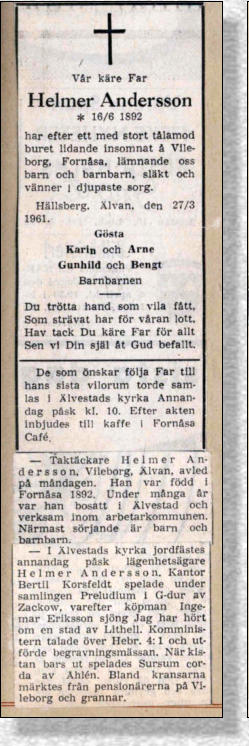 Vår käre Far
Helmer Andersson
* 16/6 1892
har efter ett med stort tålamod
buret lidande insomnat å Vile-
borg, Fornåsa, lämnande oss
barn och barnbarn, släkt och
vänner i djupaste sorg.
Hällsberg, Älvan, den 27/3
1961.
Gösta
Karin och Arne
Gunhild och Bengt
Barnbarnen
Du trötta hand som vila fått,
Som strävat har för våran lott,
Hav tack Du käre Far för allt
Sen vi Din själ åt Gud befallt.
De som önskar följa Far till
hans sista vilorum torde sam-
las i Älvestads kyrka Annan-
dag påsk kl. 10. Efter akten
inbjudes till kaffe i Fornåsa
Café.
— Taktäckare Helmer An-
dersson, Vileborg, Älvan, avled
på måndagen. Han var född i
Fornåsa 1892. Under många år
var han bosatt i Älvestad och
verksam inom arbetarkommunen.
Närmast sörjande är barn och
barnbarn.
— I Älvestads kyrka jordfästes
annandag påsk lägenhetsägare
Helmer Andersson. Kantor
Bertil Korsfeldt spelade under
samlingen Preludium i G-dur av
Zackow, varefter köpman Inge-
mar Eriksson sjöng Jag har hört
om en stad av Lithell. Komminis-
tern talade över Hebr. 4:1 och ut-
förde begravningsmässan. När kis-
tan bars ut spelades Sursum cor-
da av Ahlén. Bland kransarna
märktes från pensionärerna på Vi-
leborg och grannar.